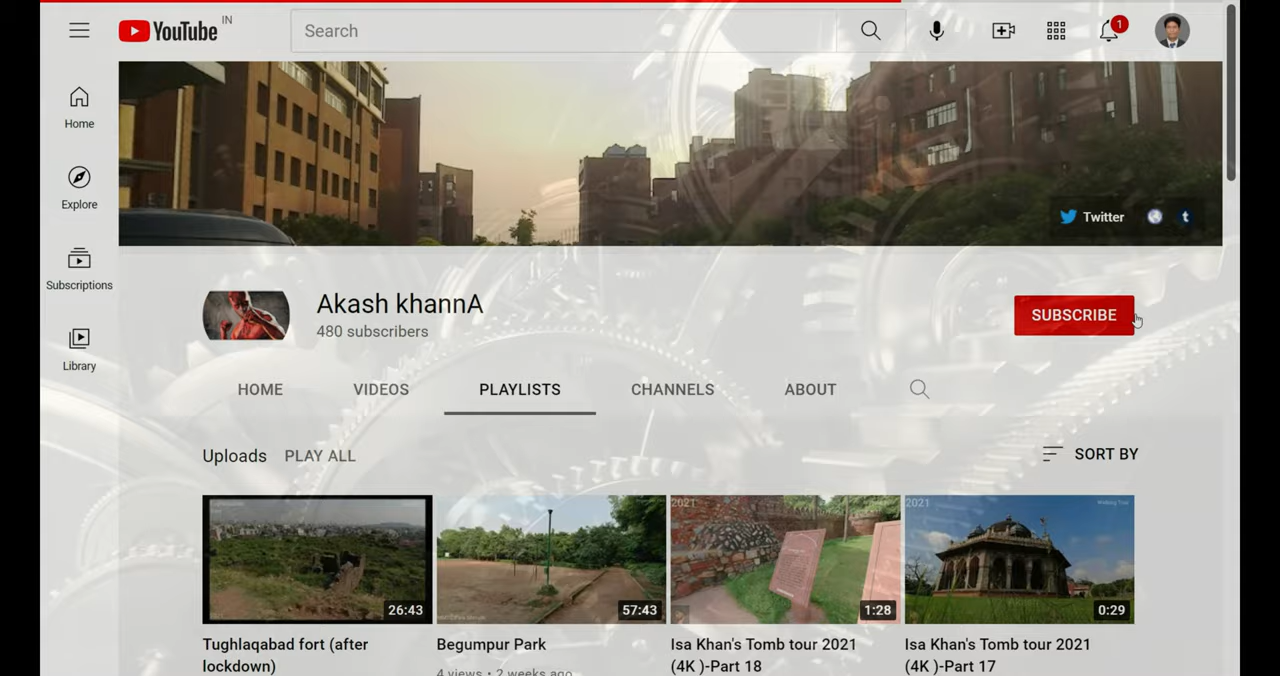 YouTube IN
Search
1
Home
Explore
Subscriptions
Library
Twitter
t
Akash khannA
480 subscribers
SUBSCRIBE
HOME VIDEOS PLAYLISTS CHANNELS ABOUT
Uploads PLAY ALL
SORT BY
2021
2021
Walking Tour
26:43
57:43
1:28
0:29
Tughlaqabad fort (after
lockdown)
Begumpur Park
4 views • 2 weeks ago
Isa Khan's Tomb tour 2021
(4K )-Part 18
Isa Khan's Tomb tour 2021
(4K )-Part 17